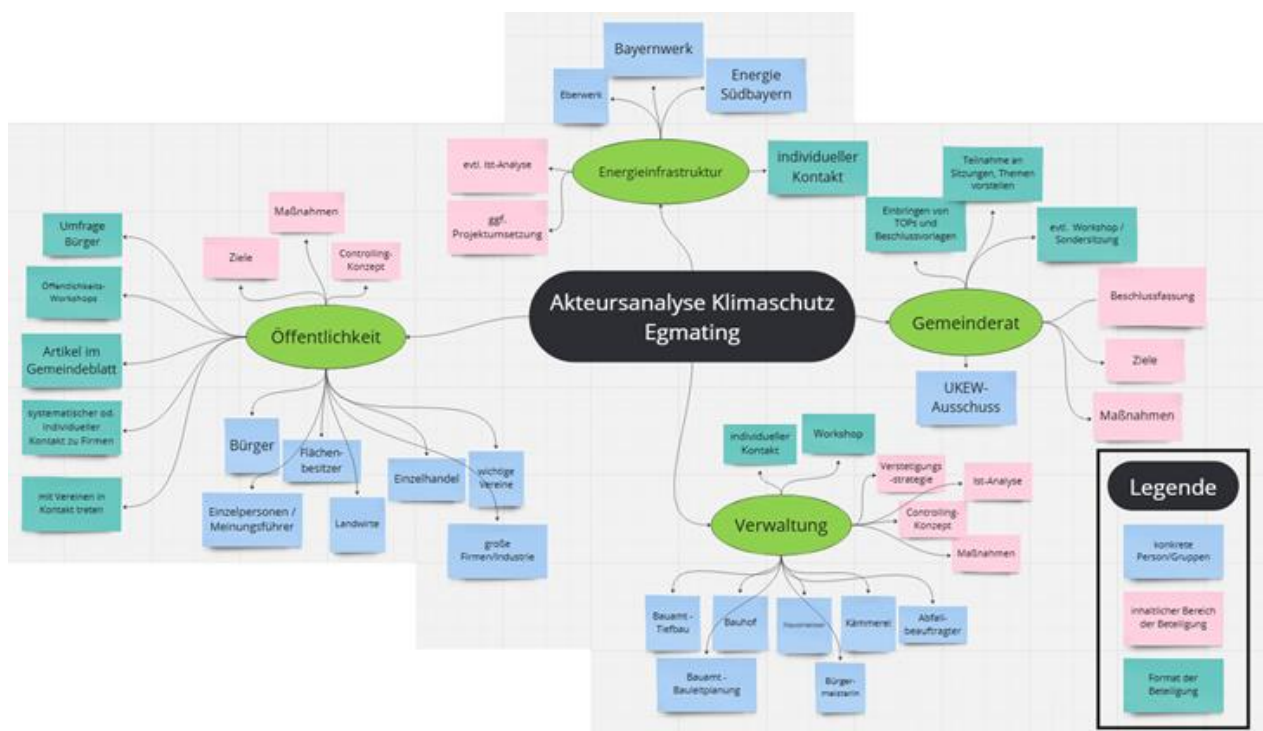 Bayernwerk
Eberwerk
Energie
Südbayern
evtl. Ist-Analyse
ggf.
Projektumsetzung
Energieinfrastruktur
individueller
Kontakt
Teilnahme an
Sitzungen, Themen
vorstellen
Einbringen von
TOPs und
Beschlussvorlagen
evtl. Workshop /
Sondersitzung
Umfrage
Bürger
Öffendlichkeits-
Workshops
Artikel im
Gemeindeblatt
systematischer od.
individueller
Kontakt zu Firmen
mit Vereinen in
Kontakt treten
Maßnahmen
Ziele
Controlling-
Konzept
Öffentlichkeit
Akteursanalyse Klimaschutz
Egmating
Gemeinderat
Beschlussfassung
Ziele
Maßnahmen
UKEW-
Ausschuss
Bürger
Flächen-
besitzer
Einzelhandel
wichtige
Vereine
Einzelpersonen /
Meinungsführer
Landwirte
große
Firmen/Industrie
individueller
Kontakt
Workshop
Verstetigungs
-strategie
Ist-Analyse
Controlling-
Konzept
Maßnahmen
Verwaltung
Bauamt -
Tiefbau
Bauhof
Kämmerei
Abfall-
beauftragter
Bauamt -
Bauleitplanung
Bürger-
meisterin
Legende
konkrete
Person/Gruppen
inhaltlicher Bereich
der Beteiligung
Format der
Beteiligung